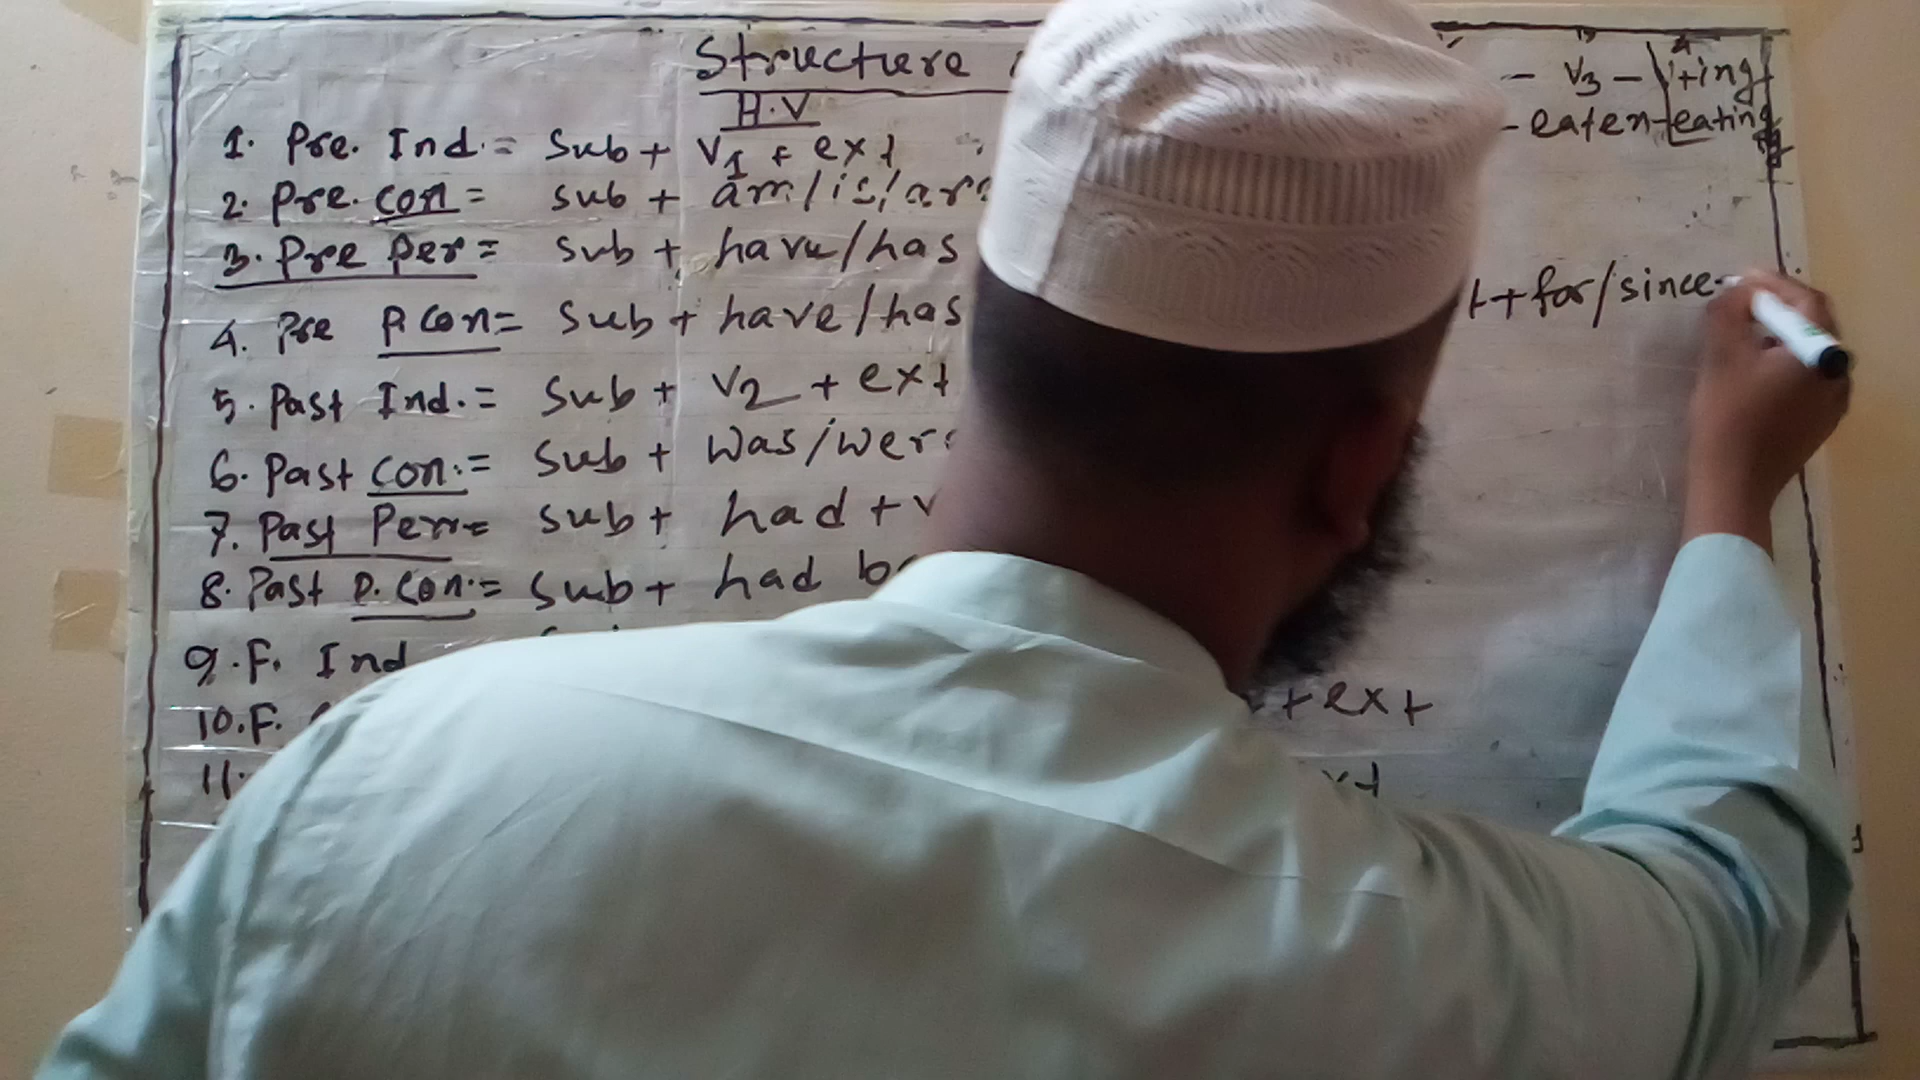 Structure
H.V
- V3 - V+ing
- eaten - eating
1. Pre. Ind. = Sub + V1 + ext
2. Pre. con = sub + am/is/are
3. Pre Per = sub + have/has
4. Pre P. Con = Sub + have/has t + for/since
5. Past Ind. = Sub + V2 + ext
6. Past con. = Sub + was/were
7. Past Per = sub + had + v
8. Past P. Con. = Sub + had be
9. F. Ind
10. F. + ext
11.